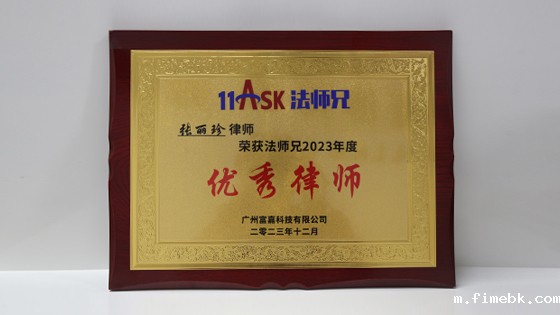 11ASK 法师兄
张丽珍 律师
荣获法师兄2023年度
优秀律师
广州富嘉科技有限公司
二零二三年十二月
m.fimebk.com